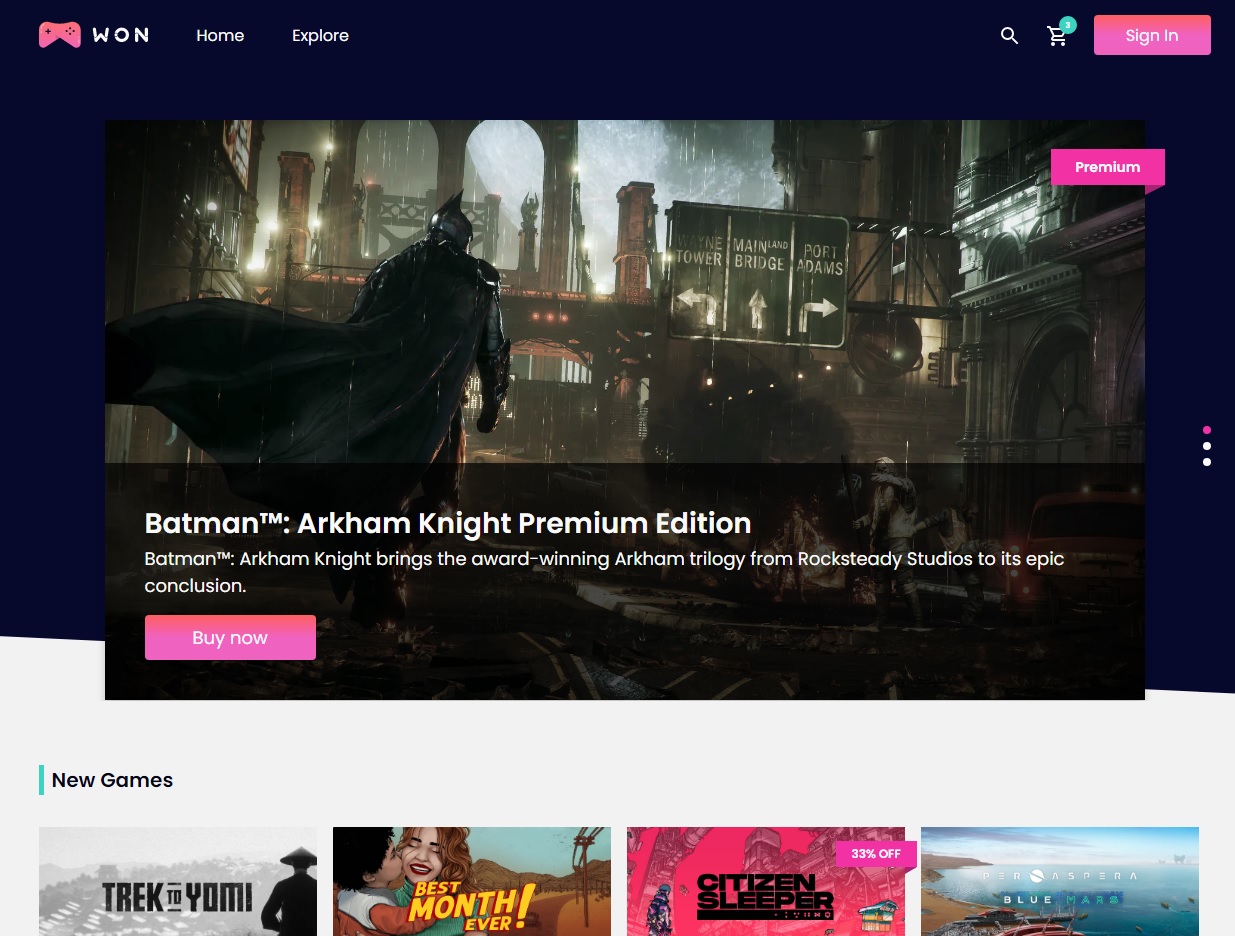 WON
Home
Explore
3
Sign In
Premium
WAYNE TOWER
MAINLAND BRIDGE
PORT ADAMS
Batman™: Arkham Knight Premium Edition
Batman™: Arkham Knight brings the award-winning Arkham trilogy from Rocksteady Studios to its epic
conclusion.
Buy now
New Games
TREK TO YOMI
BEST
MONTH!
EVER
33% OFF
CITIZEN
SLEEPER
PER ASPERA
BLUE MARS